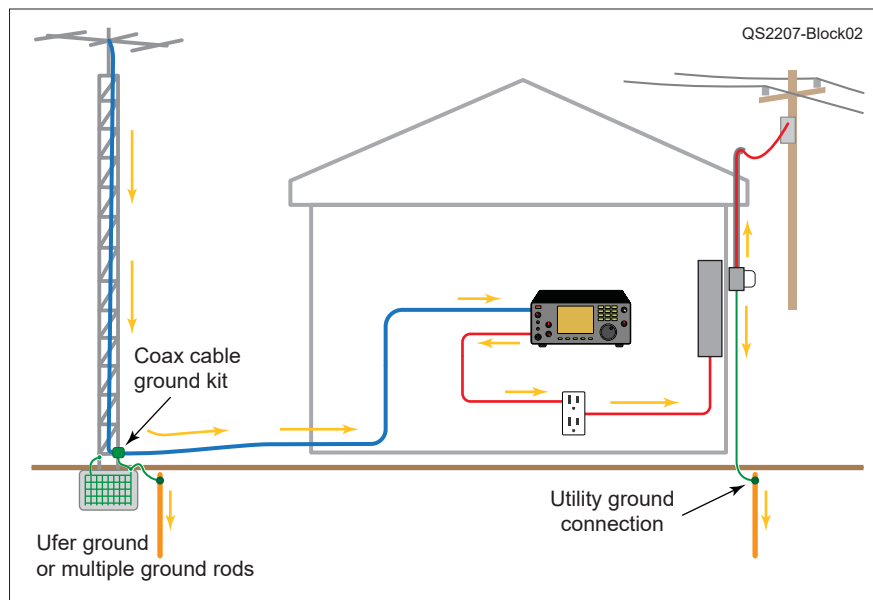 QS2207-Block02
Coax cable
ground kit
Utility ground
connection
Ufer ground
or multiple ground rods